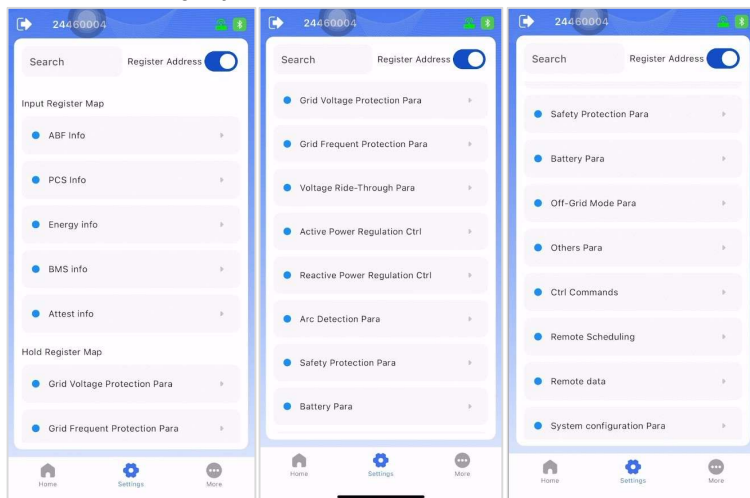 24460004
Search
Register Address
Input Register Map
ABF Info
PCS Info
Energy info
BMS info
Attest info
Hold Register Map
Grid Voltage Protection Para
Grid Frequent Protection Para
Home
Settings
More
24460004
Search
Register Address
Grid Voltage Protection Para
Grid Frequent Protection Para
Voltage Ride-Through Para
Active Power Regulation Ctrl
Reactive Power Regulation Ctrl
Arc Detection Para
Safety Protection Para
Battery Para
Home
Settings
More
24460004
Search
Register Address
Safety Protection Para
Battery Para
Off-Grid Mode Para
Others Para
Ctrl Commands
Remote Scheduling
Remote data
System configuration Para
Home
Settings
More